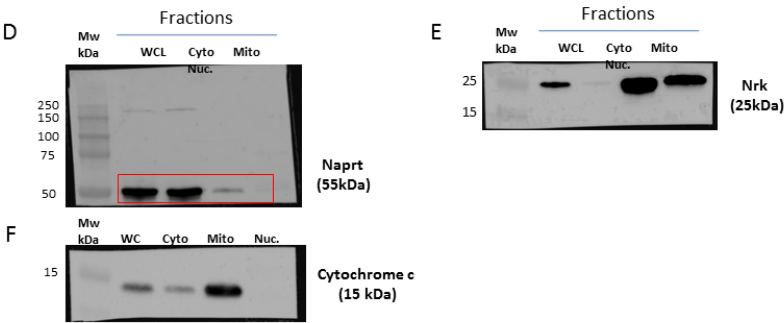 D
Fractions
Mw
kDa
WCL Cyto Mito
Nuc.
250
150
100
75
50
Naprt
(55kDa)
E
Fractions
Mw
kDa
WCL Cyto Mito
Nuc.
25
15
Nrk
(25kDa)
F
Mw
kDa
WC Cyto Mito Nuc.
15
Cytochrome c
(15 kDa)